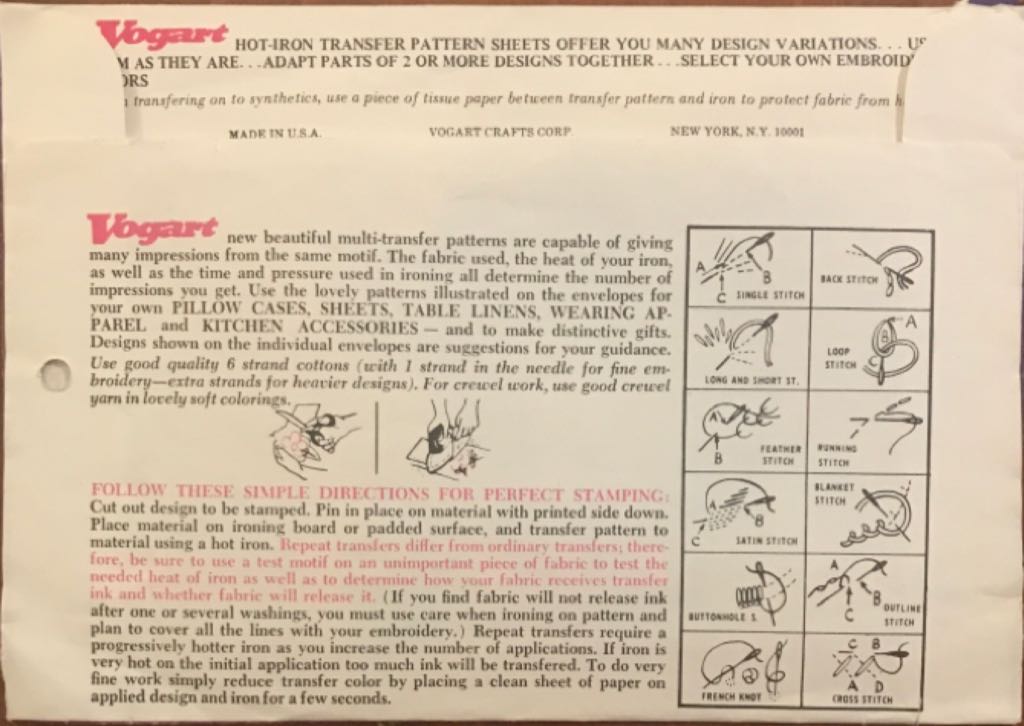 Vogart HOT-IRON TRANSFER PATTERN SHEETS OFFER YOU MANY DESIGN VARIATIONS. . . US
M AS THEY ARE. . .ADAPT PARTS OF 2 OR MORE DESIGNS TOGETHER . . .SELECT YOUR OWN EMBROID
ORS
transfering on to synthetics, use a piece of tissue paper between transfer pattern and iron to protect fabric from h
MADE IN U.S.A. VOGART CRAFTS CORP. NEW YORK, N.Y. 10001
Vogart new beautiful multi-transfer patterns are capable of giving
many impressions from the same motif. The fabric used, the heat of your iron,
as well as the time and pressure used in ironing all determine the number of
impressions you get. Use the lovely patterns illustrated on the envelopes for
your own PILLOW CASES, SHEETS, TABLE LINENS, WEARING AP-
PAREL and KITCHEN ACCESSORIES — and to make distinctive gifts.
Designs shown on the individual envelopes are suggestions for your guidance.
Use good quality 6 strand cottons (with 1 strand in the needle for fine em-
broidery—extra strands for heavier designs). For crewel work, use good crewel
yarn in lovely soft colorings.
FOLLOW THESE SIMPLE DIRECTIONS FOR PERFECT STAMPING:
Cut out design to be stamped. Pin in place on material with printed side down.
Place material on ironing board or padded surface, and transfer pattern to
material using a hot iron. Repeat transfers differ from ordinary transfers; there-
fore, be sure to use a test motif on an unimportant piece of fabric to test the
needed heat of iron as well as to determine how your fabric receives transfer
ink and whether fabric will release it. (If you find fabric will not release ink
after one or several washings, you must use care when ironing on pattern and
plan to cover all the lines with your embroidery.) Repeat transfers require a
progressively hotter iron as you increase the number of applications. If iron is
very hot on the initial application too much ink will be transfered. To do very
fine work simply reduce transfer color by placing a clean sheet of paper on
applied design and iron for a few seconds.
A B
C SINGLE STITCH
BACK STITCH
LONG AND SHORT ST.
A
B
C
LOOP
STITCH
A
B
FEATHER
STITCH
RUNNING
STITCH
A
B
C
SATIN STITCH
BLANKET
STITCH
BUTTONHOLE S.
A
B
C
OUTLINE
STITCH
FRENCH KNOT
C B
A D
CROSS STITCH